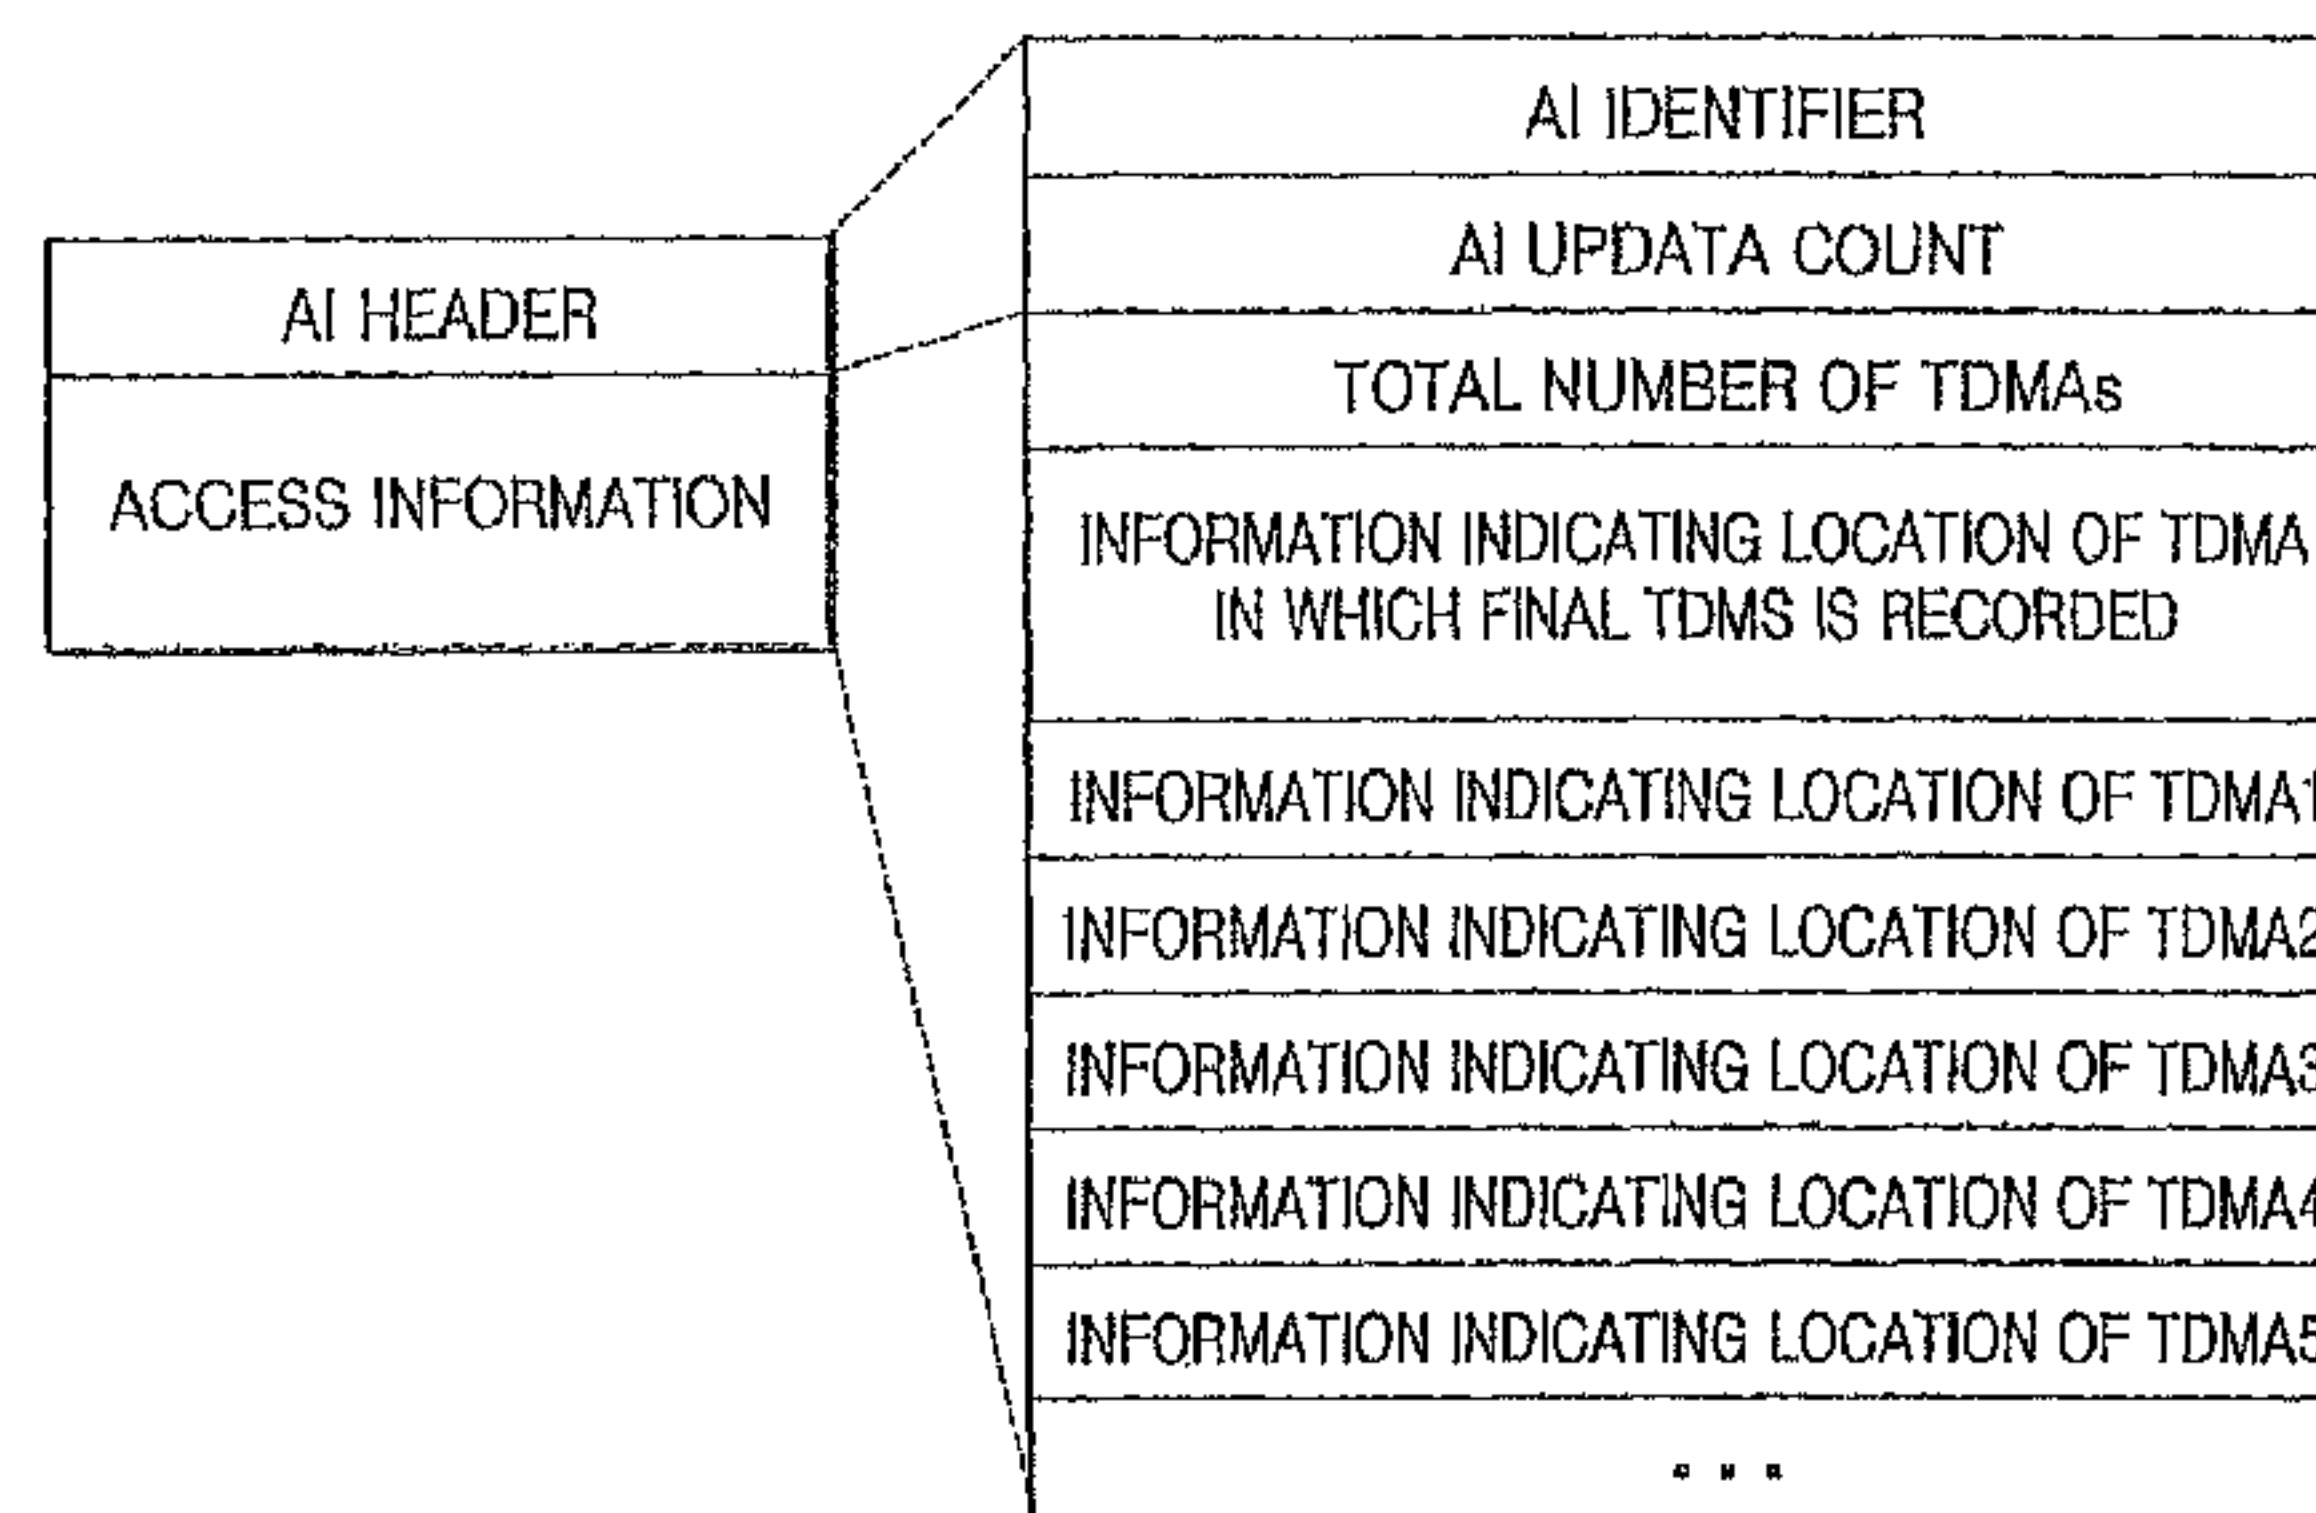 AI HEADER
ACCESS INFORMATION
AI IDENTIFIER
AI UPDATA COUNT
TOTAL NUMBER OF TDMAs
INFORMATION INDICATING LOCATION OF TDMA
IN WHICH FINAL TDMS IS RECORDED
INFORMATION INDICATING LOCATION OF TDMA1
INFORMATION INDICATING LOCATION OF TDMA2
INFORMATION INDICATING LOCATION OF TDMA3
INFORMATION INDICATING LOCATION OF TDMA4
INFORMATION INDICATING LOCATION OF TDMA5
...